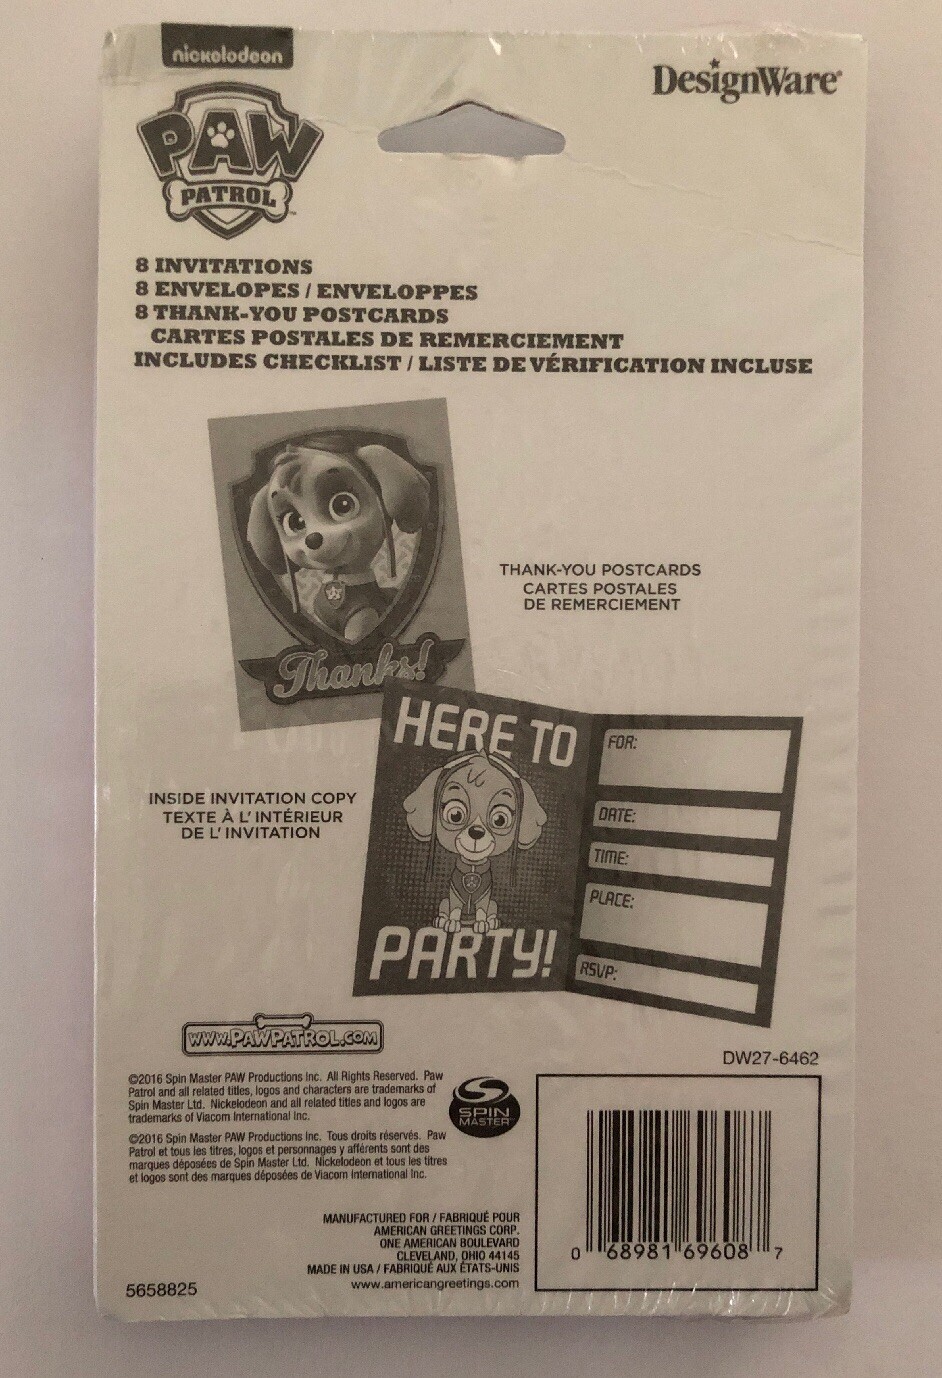 nickelodeon
DesignWare®
PAW
PATROL™
8 INVITATIONS
8 ENVELOPES / ENVELOPPES
8 THANK-YOU POSTCARDS
CARTES POSTALES DE REMERCIEMENT
INCLUDES CHECKLIST / LISTE DE VÉRIFICATION INCLUSE
Thanks!
THANK-YOU POSTCARDS
CARTES POSTALES
DE REMERCIEMENT
HERE TO
PARTY!
FOR:
DATE:
TIME:
PLACE:
RSVP:
INSIDE INVITATION COPY
TEXTE À L'INTÉRIEUR
DE L'INVITATION
www.PAWPATROL.COM
©2016 Spin Master PAW Productions Inc. All Rights Reserved. Paw
Patrol and all related titles, logos and characters are trademarks of
Spin Master Ltd. Nickelodeon and all related titles and logos are
trademarks of Viacom International Inc.
©2016 Spin Master PAW Productions Inc. Tous droits réservés. Paw
Patrol et tous les titres, logos et personnages y afférents sont des
marques déposées de Spin Master Ltd. Nickelodeon et tous les titres
et logos sont des marques déposées de Viacom International Inc.
SPIN
MASTER™
DW27-6462
MANUFACTURED FOR / FABRIQUÉ POUR
AMERICAN GREETINGS CORP.
ONE AMERICAN BOULEVARD
CLEVELAND, OHIO 44145
MADE IN USA / FABRIQUÉ AUX ÉTATS-UNIS
www.americangreetings.com
0 68981 69608 7
5658825